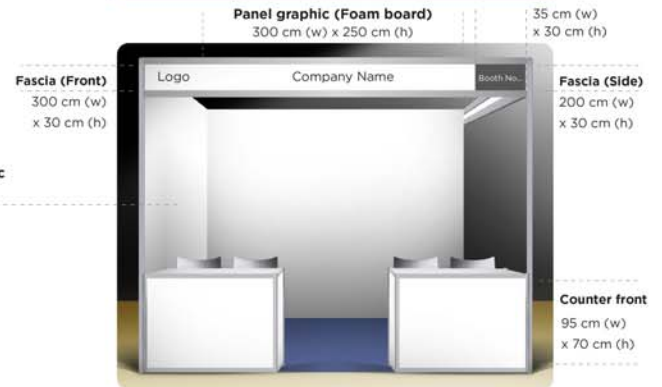 Panel graphic (Foam board)
300 cm (w) x 250 cm (h)
35 cm (w)
x 30 cm (h)
Fascia (Front)
300 cm (w)
x 30 cm (h)
Logo
Company Name
Booth No...
Fascia (Side)
200 cm (w)
x 30 cm (h)
c
Counter front
95 cm (w)
x 70 cm (h)